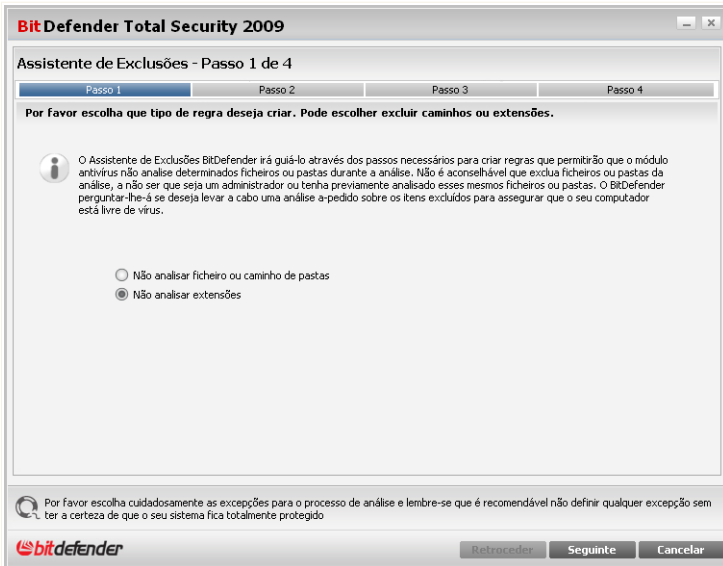 BitDefender Total Security 2009
Assistente de Exclusões - Passo 1 de 4
Passo 1 Passo 2 Passo 3 Passo 4
Por favor escolha que tipo de regra deseja criar. Pode escolher excluir caminhos ou extensões.
O Assistente de Exclusões BitDefender irá guiá-lo através dos passos necessários para criar regras que permitirão que o módulo
antivírus não analise determinados ficheiros ou pastas durante a análise. Não é aconselhável que exclua ficheiros ou pastas da
análise, a não ser que seja um administrador ou tenha previamente analisado esses mesmos ficheiros ou pastas. O BitDefender
perguntar-lhe-á se deseja levar a cabo uma análise a-pedido sobre os itens excluídos para assegurar que o seu computador
está livre de vírus.
Não analisar ficheiro ou caminho de pastas
Não analisar extensões
Por favor escolha cuidadosamente as excepções para o processo de análise e lembre-se que é recomendável não definir qualquer excepção sem
ter a certeza de que o seu sistema fica totalmente protegido
bitdefender Retroceder Seguinte Cancelar